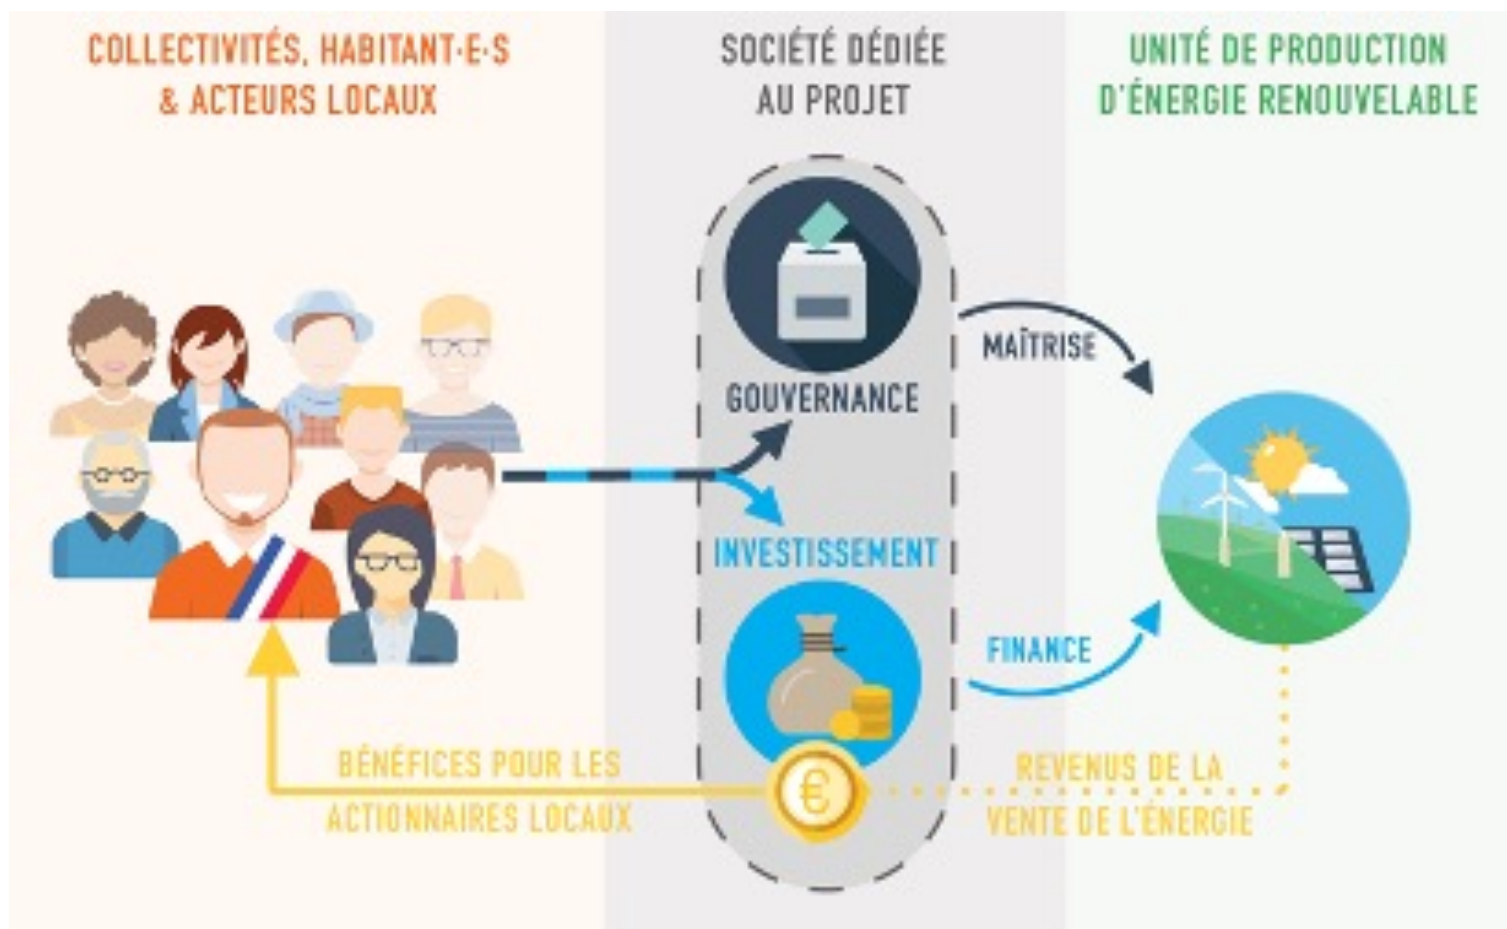 COLLECTIVITÉS, HABITANT·E·S
& ACTEURS LOCAUX
SOCIÉTÉ DÉDIÉE
AU PROJET
UNITÉ DE PRODUCTION
D'ÉNERGIE RENOUVELABLE
GOUVERNANCE
MAÎTRISE
INVESTISSEMENT
FINANCE
€
BÉNÉFICES POUR LES
ACTIONNAIRES LOCAUX
REVENUS DE LA
VENTE DE L'ÉNERGIE